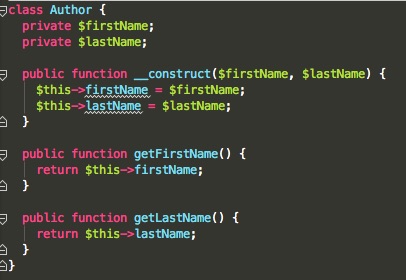 class Author {
  private $firstName;
  private $lastName;

  public function __construct($firstName, $lastName) {
    $this->firstName = $firstName;
    $this->lastName = $lastName;
  }

  public function getFirstName() {
    return $this->firstName;
  }

  public function getLastName() {
    return $this->lastName;
  }
}